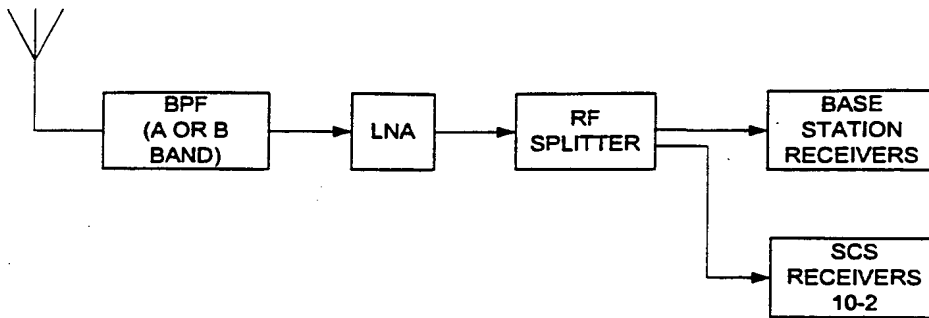 BPF
(A OR B
BAND)
LNA
RF
SPLITTER
BASE
STATION
RECEIVERS
SCS
RECEIVERS
10-2